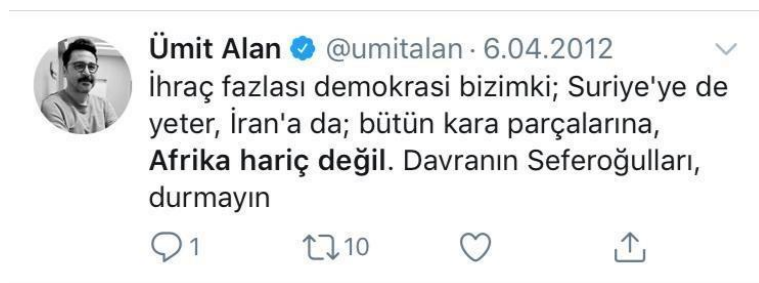 Ümit Alan @umitalan · 6.04.2012
İhraç fazlası demokrasi bizimki; Suriye'ye de
yeter, İran'a da; bütün kara parçalarına,
Afrika hariç değil. Davranın Seferoğulları,
durmayın
1 10